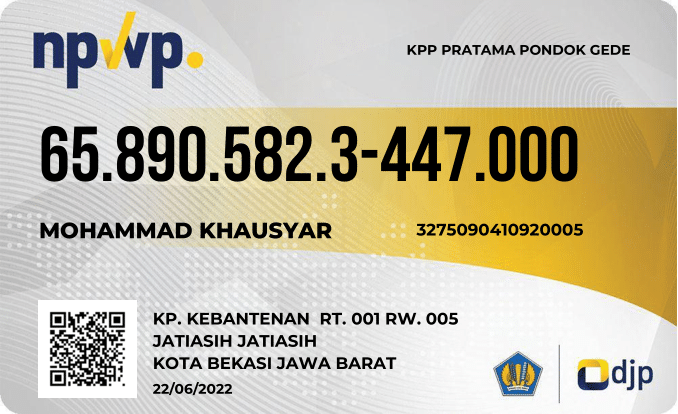 npwp.
KPP PRATAMA PONDOK GEDE
65.890.582.3-447.000
MOHAMMAD KHAUSYAR
3275090410920005
KP. KEBANTENAN RT. 001 RW. 005
JATIASIH JATIASIH
KOTA BEKASI JAWA BARAT
22/06/2022
djp